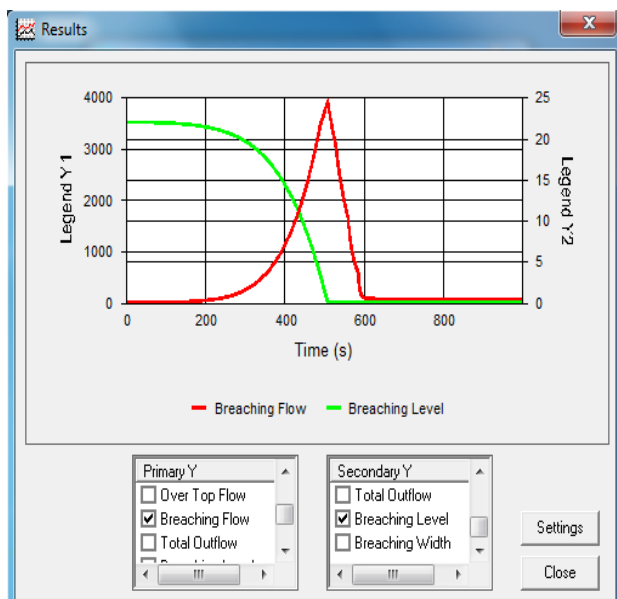 Results
X
4000
3000
2000
1000
0
Legend Y 1
25
20
15
10
5
0
Legend Y2
0 200 400 600 800
Time (s)
Breaching Flow Breaching Level
Primary Y
Over Top Flow
Breaching Flow
Total Outflow
Secondary Y
Total Outflow
Breaching Level
Breaching Width
Settings
Close